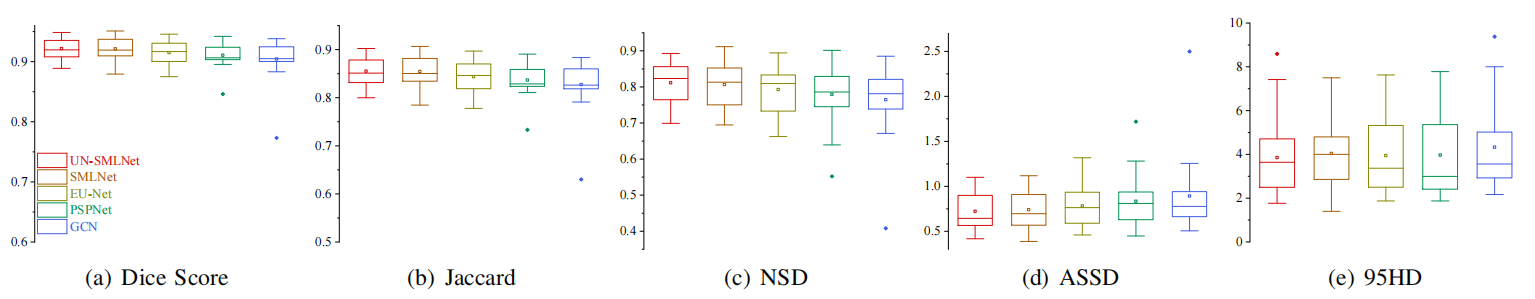 0.9
0.8
0.7
0.6
UN-SMLNet
SMLNet
EU-Net
PSPNet
GCN
(a) Dice Score
0.9
0.8
0.7
0.6
0.5
(b) Jaccard
0.9
0.8
0.7
0.6
0.5
0.4
(c) NSD
2.5
2.0
1.5
1.0
0.5
(d) ASSD
10
8
6
4
2
0
(e) 95HD